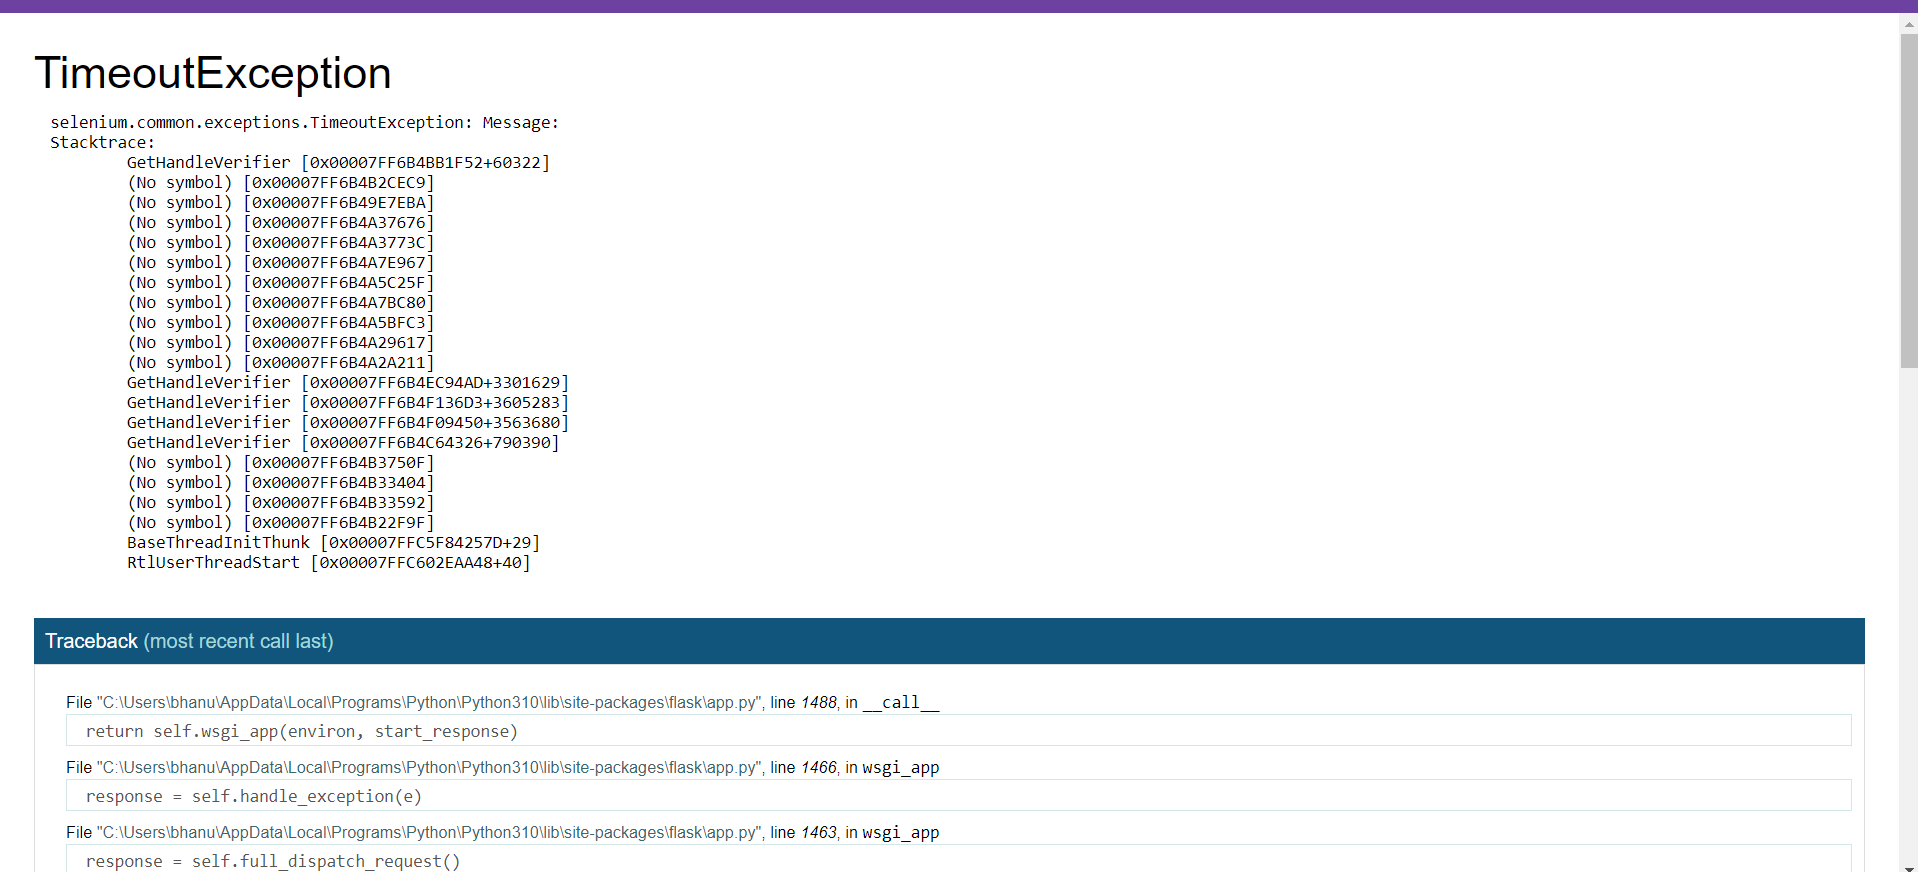 TimeoutException
selenium.common.exceptions.TimeoutException: Message:
Stacktrace:
GetHandleVerifier [0x00007FF6B4BB1F52+60322]
(No symbol) [0x00007FF6B4B2CEC9]
(No symbol) [0x00007FF6B49E7EBA]
(No symbol) [0x00007FF6B4A37676]
(No symbol) [0x00007FF6B4A3773C]
(No symbol) [0x00007FF6B4A7E967]
(No symbol) [0x00007FF6B4A5C25F]
(No symbol) [0x00007FF6B4A7BC80]
(No symbol) [0x00007FF6B4A5BFC3]
(No symbol) [0x00007FF6B4A29617]
(No symbol) [0x00007FF6B4A2A211]
GetHandleVerifier [0x00007FF6B4EC94AD+3301629]
GetHandleVerifier [0x00007FF6B4F136D3+3605283]
GetHandleVerifier [0x00007FF6B4F09450+3563680]
GetHandleVerifier [0x00007FF6B4C64326+790390]
(No symbol) [0x00007FF6B4B3750F]
(No symbol) [0x00007FF6B4B33404]
(No symbol) [0x00007FF6B4B33592]
(No symbol) [0x00007FF6B4B22F9F]
BaseThreadInitThunk [0x00007FFC5F84257D+29]
RtlUserThreadStart [0x00007FFC602EAA48+40]
Traceback (most recent call last)
File "C:\Users\bhanu\AppData\Local\Programs\Python\Python310\lib\site-packages\flask\app.py", line 1488, in __call__
return self.wsgi_app(environ, start_response)
File "C:\Users\bhanu\AppData\Local\Programs\Python\Python310\lib\site-packages\flask\app.py", line 1466, in wsgi_app
response = self.handle_exception(e)
File "C:\Users\bhanu\AppData\Local\Programs\Python\Python310\lib\site-packages\flask\app.py", line 1463, in wsgi_app
response = self.full_dispatch_request()